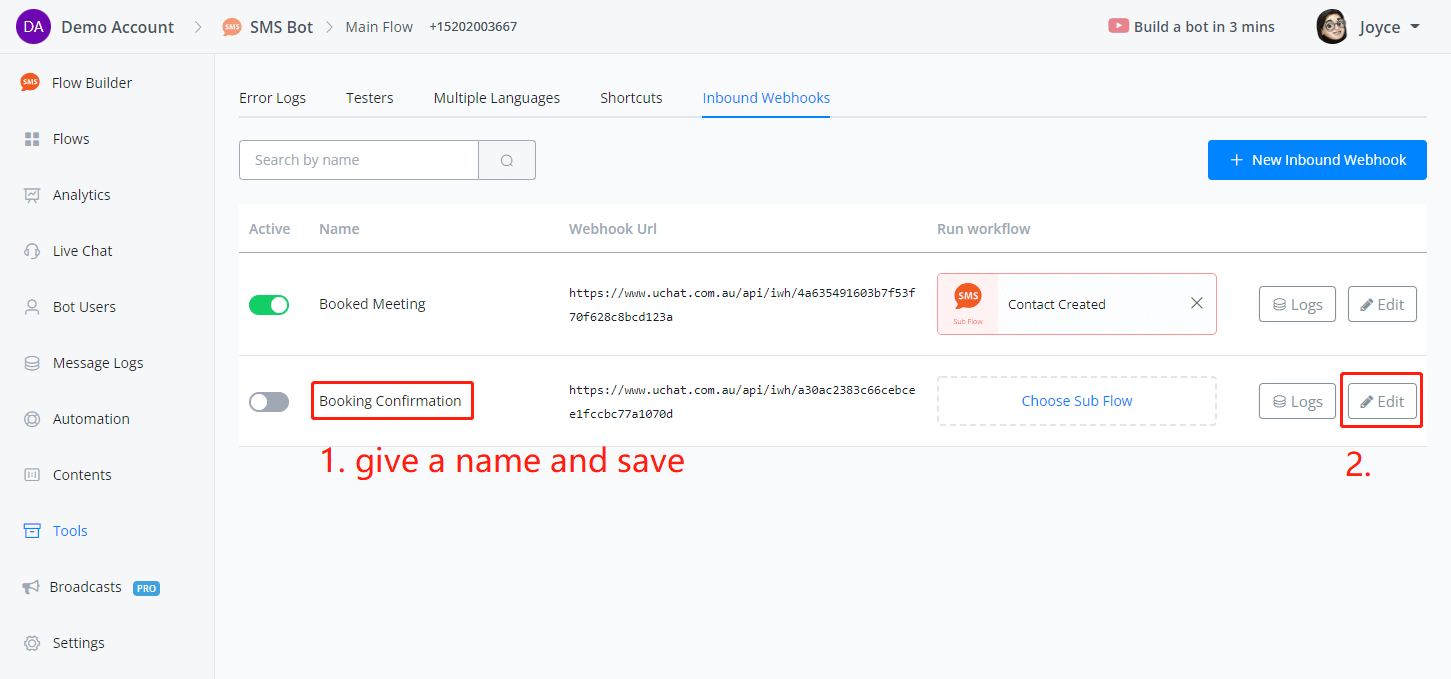 DA Demo Account SMS SMS Bot Main Flow +15202003667 Build a bot in 3 mins Joyce
SMS Flow Builder
Flows
Analytics
Live Chat
Bot Users
Message Logs
Automation
Contents
Tools
Broadcasts PRO
Settings
Error Logs Testers Multiple Languages Shortcuts Inbound Webhooks
Search by name + New Inbound Webhook
Active Name Webhook Url Run workflow
Booked Meeting
https://www.uchat.com.au/api/iwh/4a635491603b7f53f
70f628c8bcd123a
SMS
Sub Flow
Contact Created
Logs Edit
Booking Confirmation
https://www.uchat.com.au/api/iwh/a30ac2383c66cebce
e1fccbc77a1070d
Choose Sub Flow
Logs Edit
1. give a name and save
2.